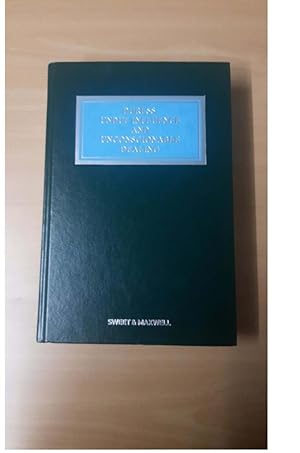 DURESS
UNDUE INFLUENCE
AND
UNCONSCIONABLE
DEALING
SWEET & MAXWELL